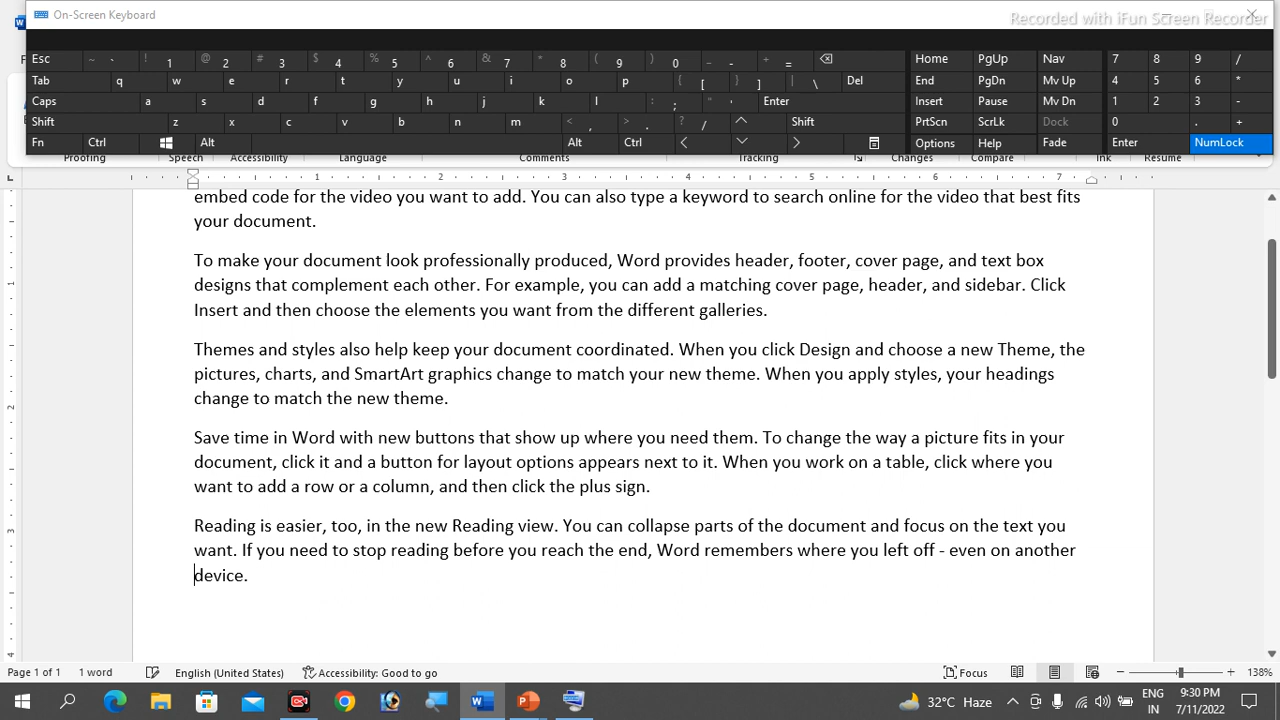 On-Screen Keyboard
Recorded with iFun Screen Recorder
Esc ~ ` ! 1 @ 2 # 3 $ 4 % 5 ^ 6 & 7 * 8 ( 9 ) 0 _ - + = Home PgUp Nav 7 8 9 /
Tab q w e r t y u i o p { [ } ] | \ Del End PgDn Mv Up 4 5 6 *
Caps a s d f g h j k l : ; " ' Enter Insert Pause Mv Dn 1 2 3 -
Shift z x c v b n m < , > . ? / Shift PrtScn ScrLk Dock 0 . +
Fn Ctrl Alt Alt Ctrl Options Help Fade Enter NumLock
Proofing Speech Accessibility Language Comments Tracking Changes Compare Ink Resume
1 2 3 4 5 6 7
embed code for the video you want to add. You can also type a keyword to search online for the video that best fits
your document.
To make your document look professionally produced, Word provides header, footer, cover page, and text box
designs that complement each other. For example, you can add a matching cover page, header, and sidebar. Click
Insert and then choose the elements you want from the different galleries.
Themes and styles also help keep your document coordinated. When you click Design and choose a new Theme, the
pictures, charts, and SmartArt graphics change to match your new theme. When you apply styles, your headings
change to match the new theme.
Save time in Word with new buttons that show up where you need them. To change the way a picture fits in your
document, click it and a button for layout options appears next to it. When you work on a table, click where you
want to add a row or a column, and then click the plus sign.
Reading is easier, too, in the new Reading view. You can collapse parts of the document and focus on the text you
want. If you need to stop reading before you reach the end, Word remembers where you left off - even on another
device.
Page 1 of 1 1 word English (United States) Accessibility: Good to go Focus 138%
32°C Haze ENG 9:30 PM
IN 7/11/2022